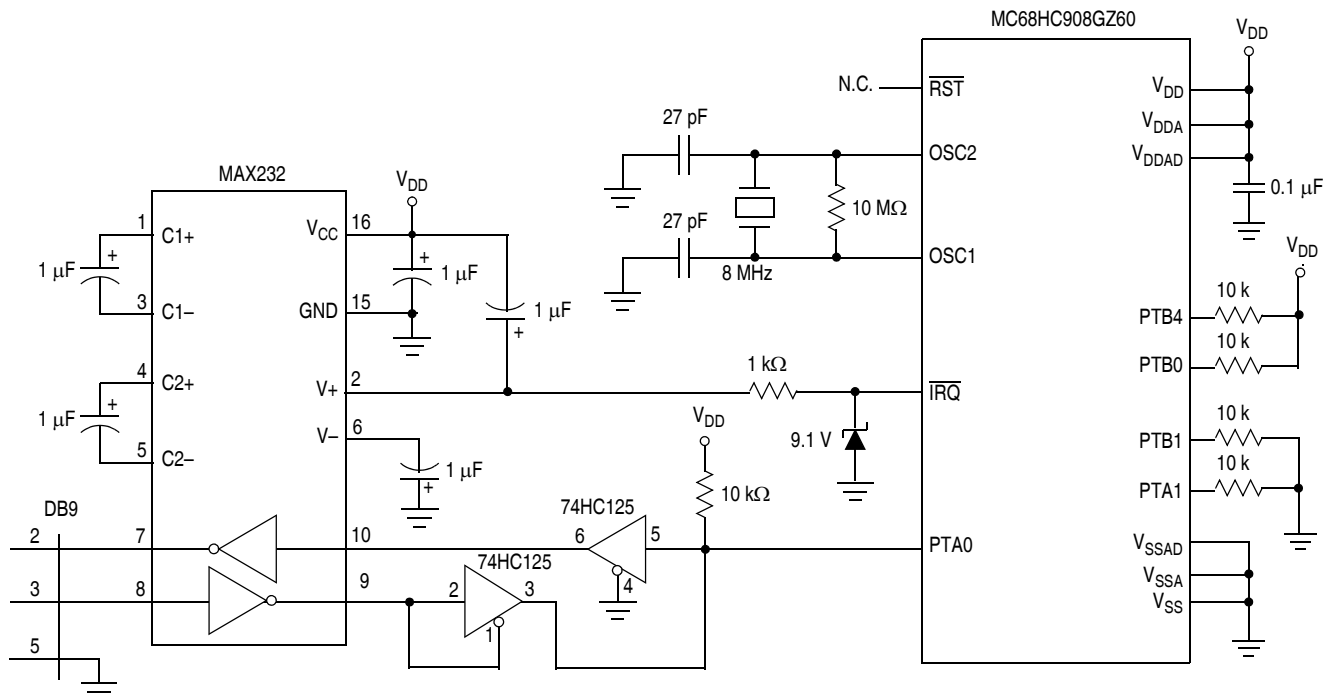 MC68HC908GZ60
VDD
N.C.
RST
VDD
27 pF
VDDA
OSC2
VDDAD
MAX232
0.1 μF
VDD
10 MΩ
1
C1+
VCC
16
27 pF
VDD
1 μF
+
+
1 μF
OSC1
8 MHz
10 k
3
C1–
GND
15
+
1 μF
PTB4
10 k
4
C2+
1 kΩ
PTB0
V+
2
IRQ
1 μF
+
VDD
10 k
V–
6
9.1 V
PTB1
5
C2–
1 μF
+
10 k
10 kΩ
PTA1
DB9
74HC125
2
7
10
6
5
PTA0
VSSAD
74HC125
4
3
8
9
2
3
VSSA
1
VSS
5